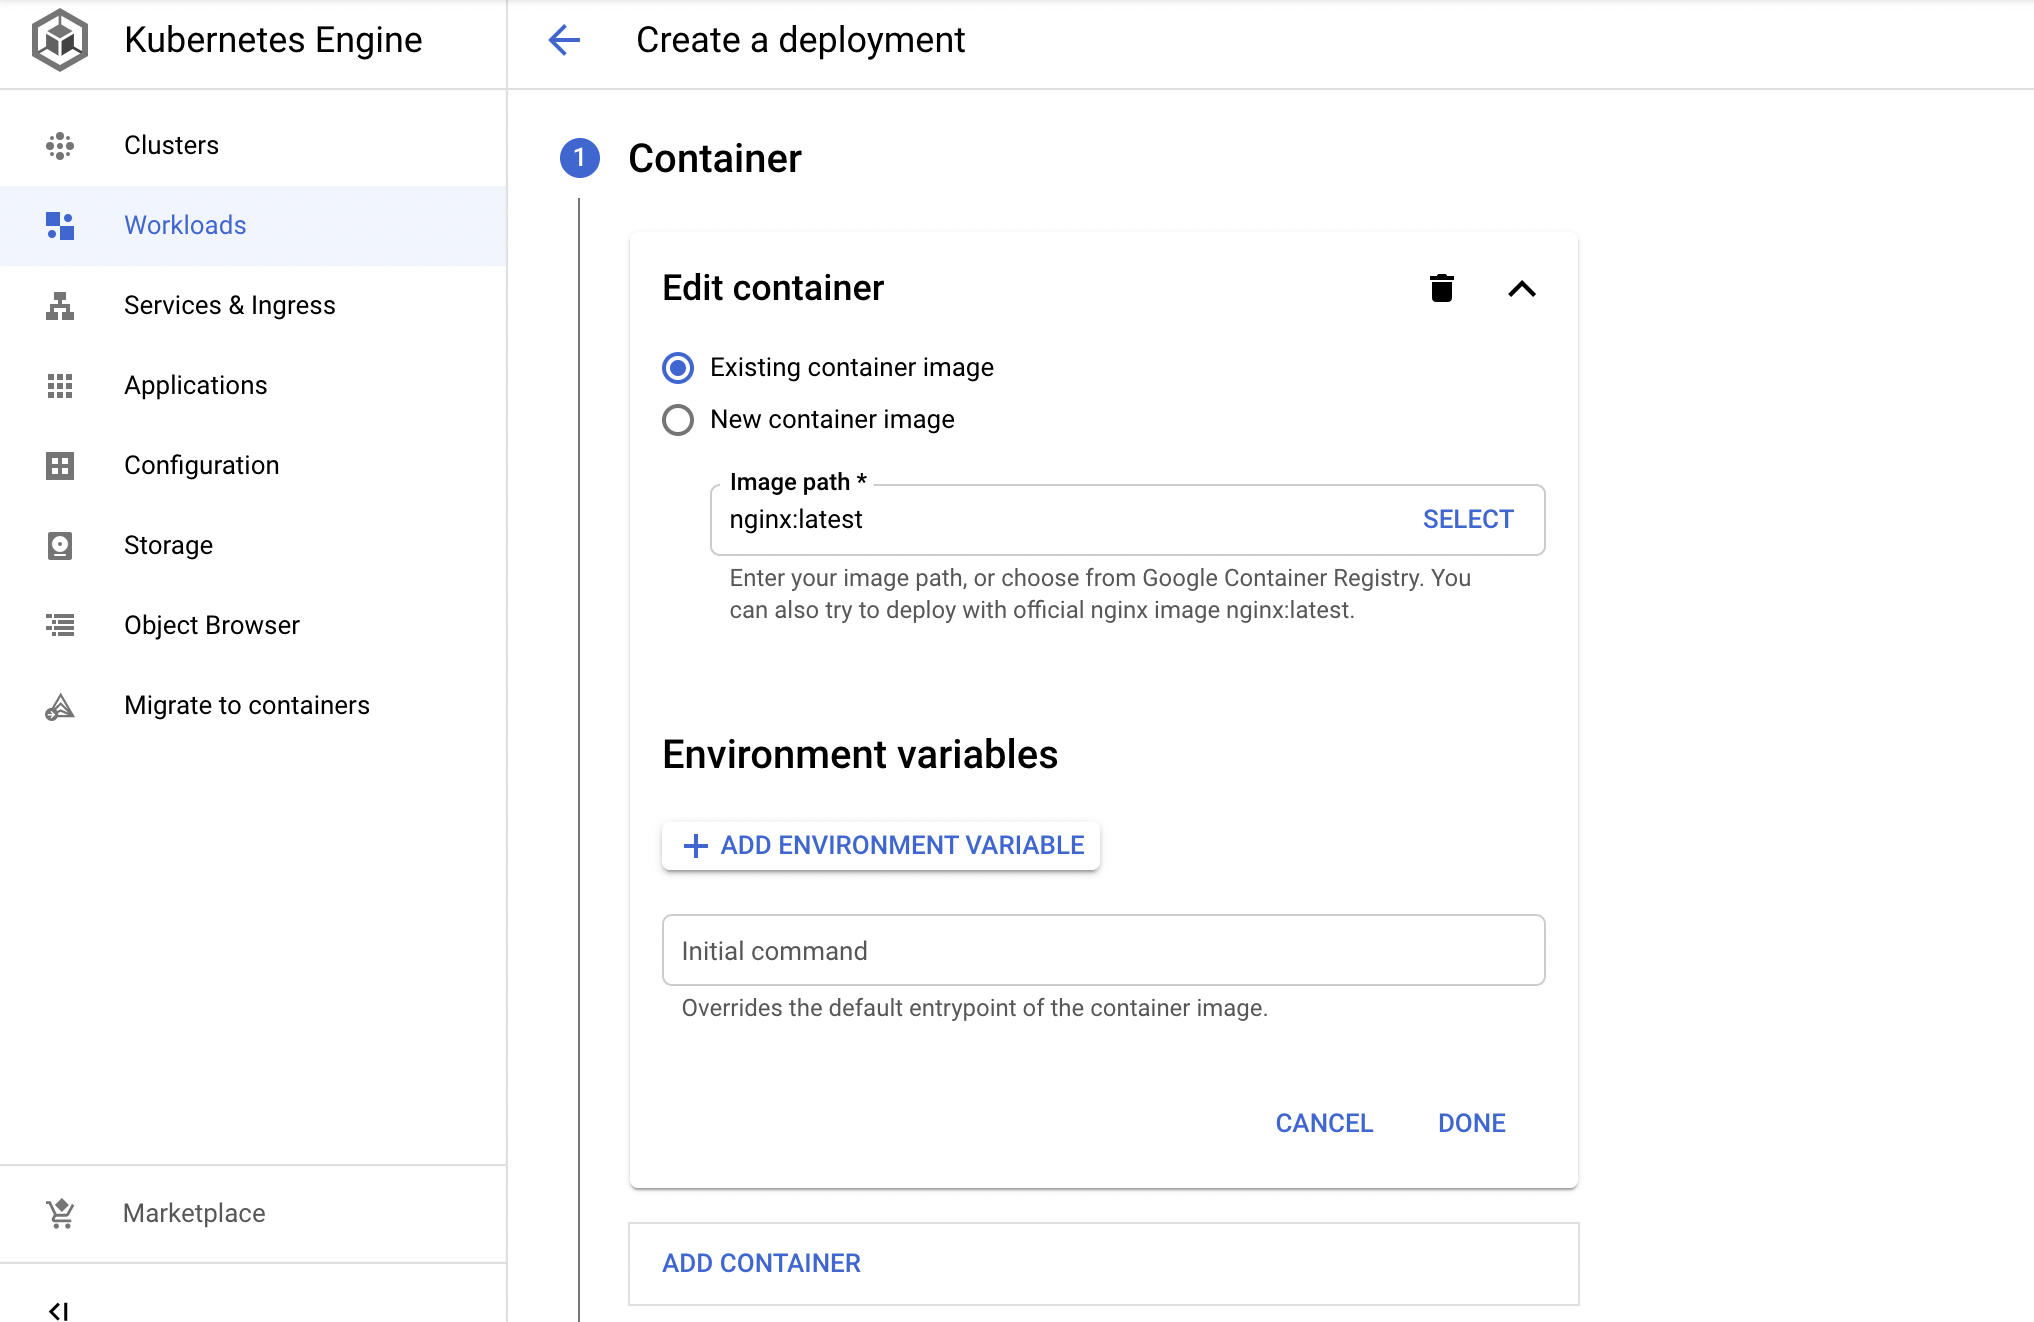 Kubernetes Engine
Create a deployment
Clusters
Workloads
Services & Ingress
Applications
Configuration
Storage
Object Browser
Migrate to containers
Marketplace
1 Container
Edit container
Existing container image
New container image
Image path *
nginx:latest SELECT
Enter your image path, or choose from Google Container Registry. You
can also try to deploy with official nginx image nginx:latest.
Environment variables
ADD ENVIRONMENT VARIABLE
Initial command
Overrides the default entrypoint of the container image.
CANCEL DONE
ADD CONTAINER